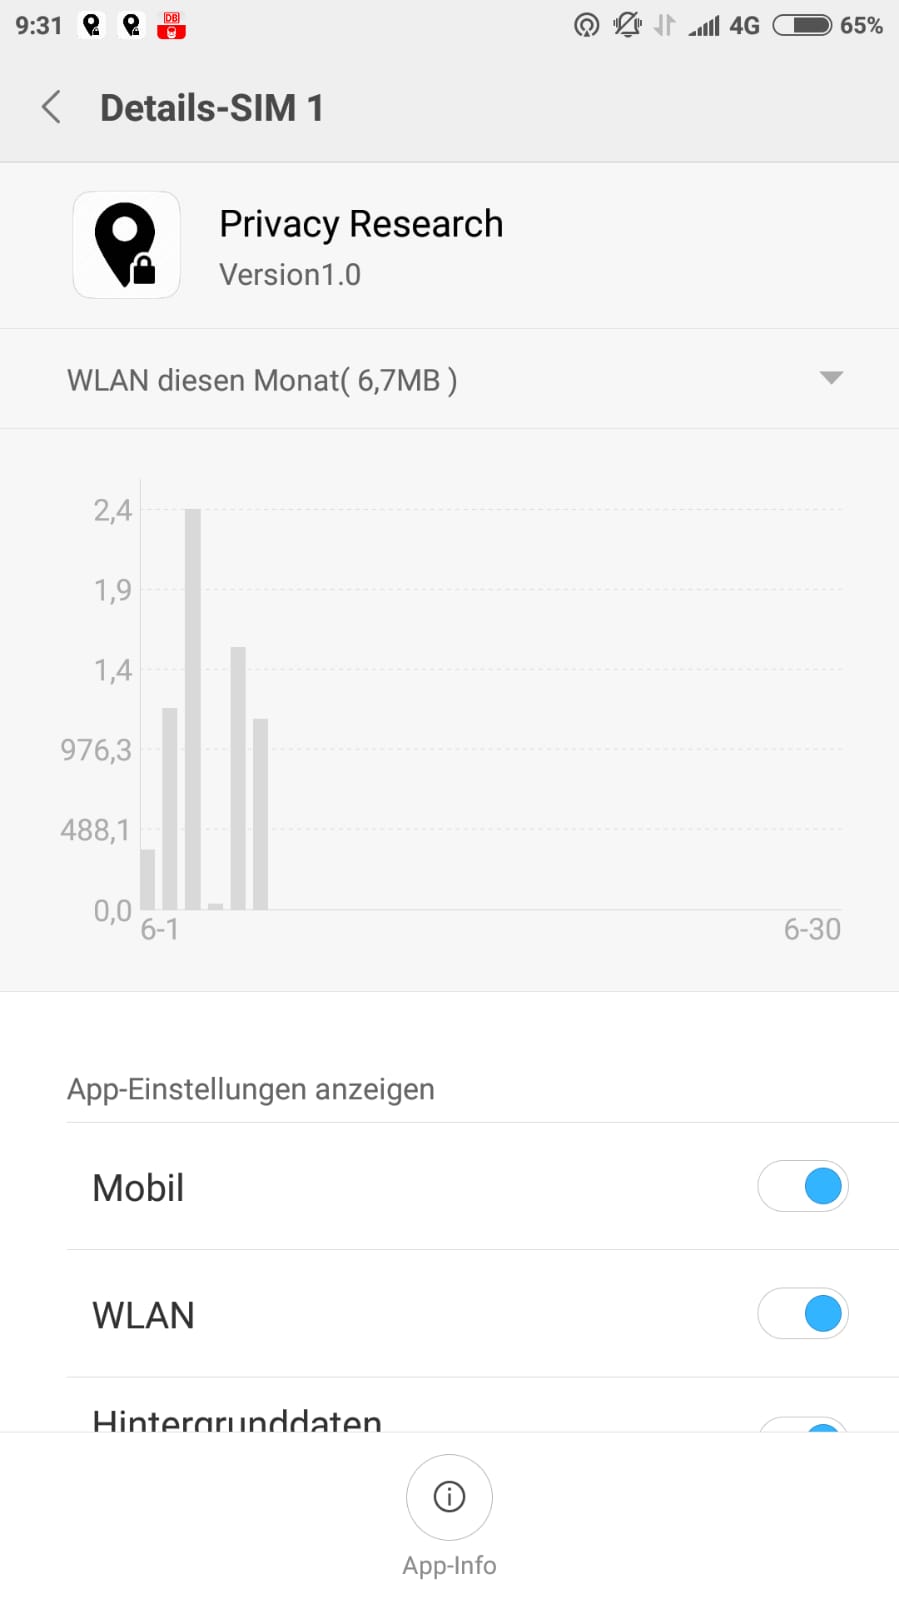 9:31 DB 4G 65%
Details-SIM 1
Privacy Research
Version1.0
WLAN diesen Monat( 6,7MB )
2,4
1,9
1,4
976,3
488,1
0,0
6-1 6-30
App-Einstellungen anzeigen
Mobil
WLAN
Hintergrunddaten
App-Info